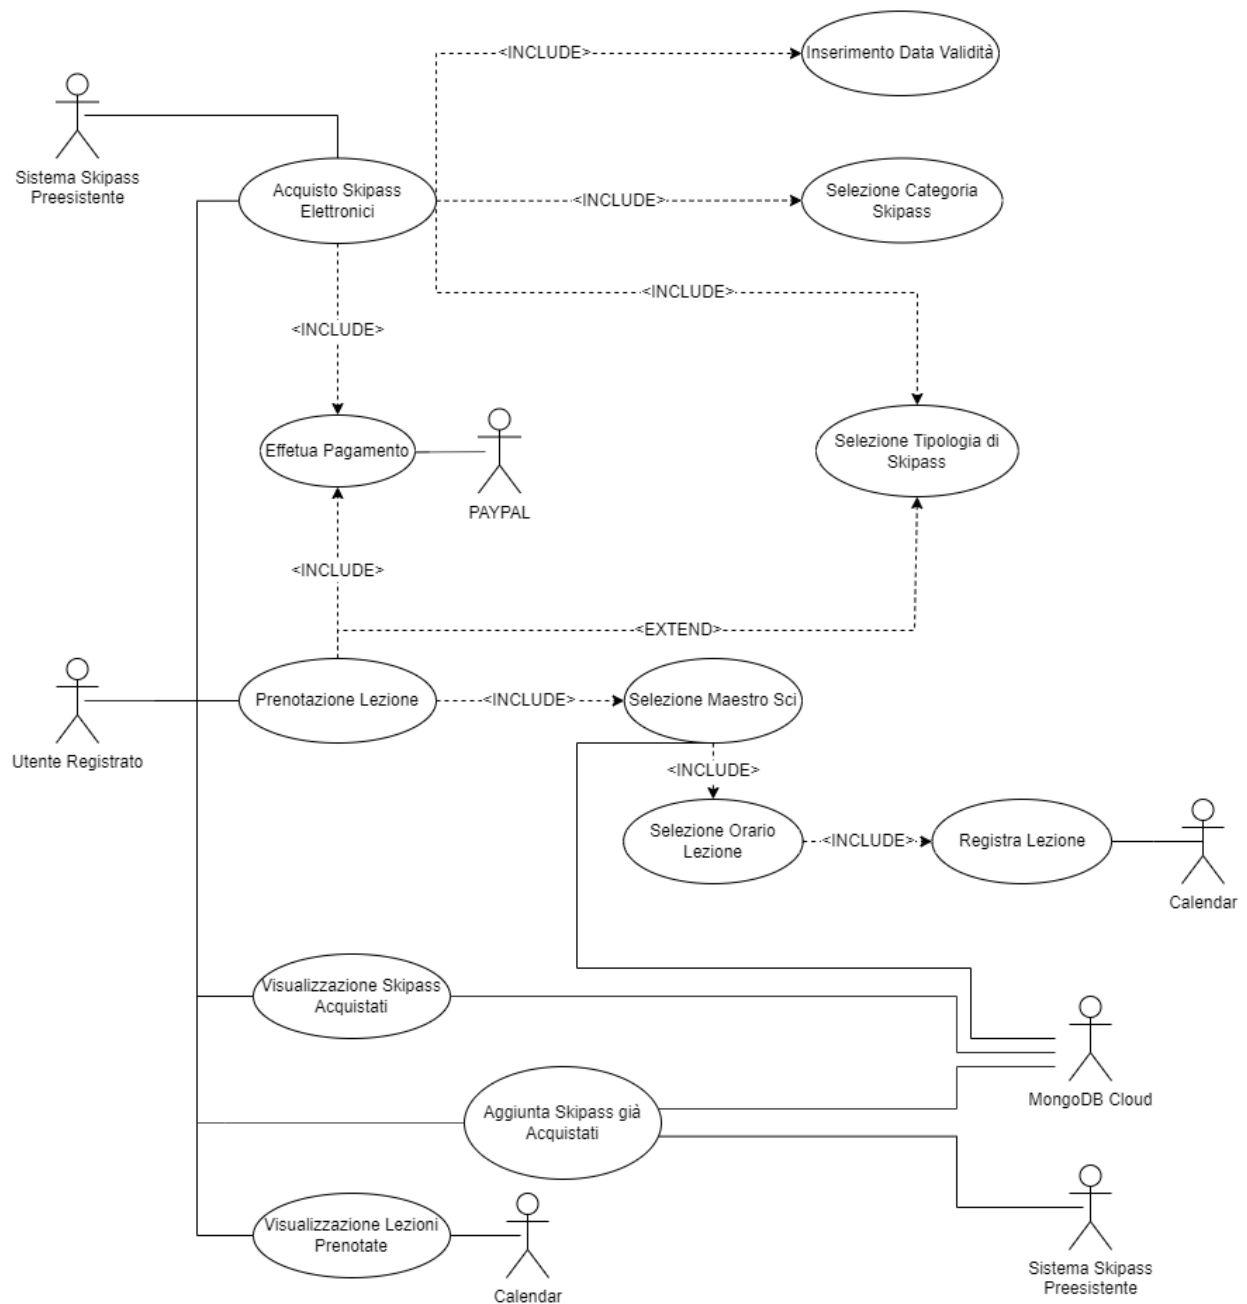 <INCLUDE>
Inserimento Data Validità
Sistema Skipass
Preesistente
Acquisto Skipass
Elettronici
<INCLUDE>
Selezione Categoria
Skipass
<INCLUDE>
<INCLUDE>
Effetua Pagamento
PAYPAL
Selezione Tipologia di
Skipass
<INCLUDE>
<EXTEND>
Utente Registrato
Prenotazione Lezione
<INCLUDE>
Selezione Maestro Sci
<INCLUDE>
Selezione Orario
Lezione
<INCLUDE>
Registra Lezione
Calendar
Visualizzazione Skipass
Acquistati
MongoDB Cloud
Aggiunta Skipass già
Acquistati
Visualizzazione Lezioni
Prenotate
Calendar
Sistema Skipass
Preesistente